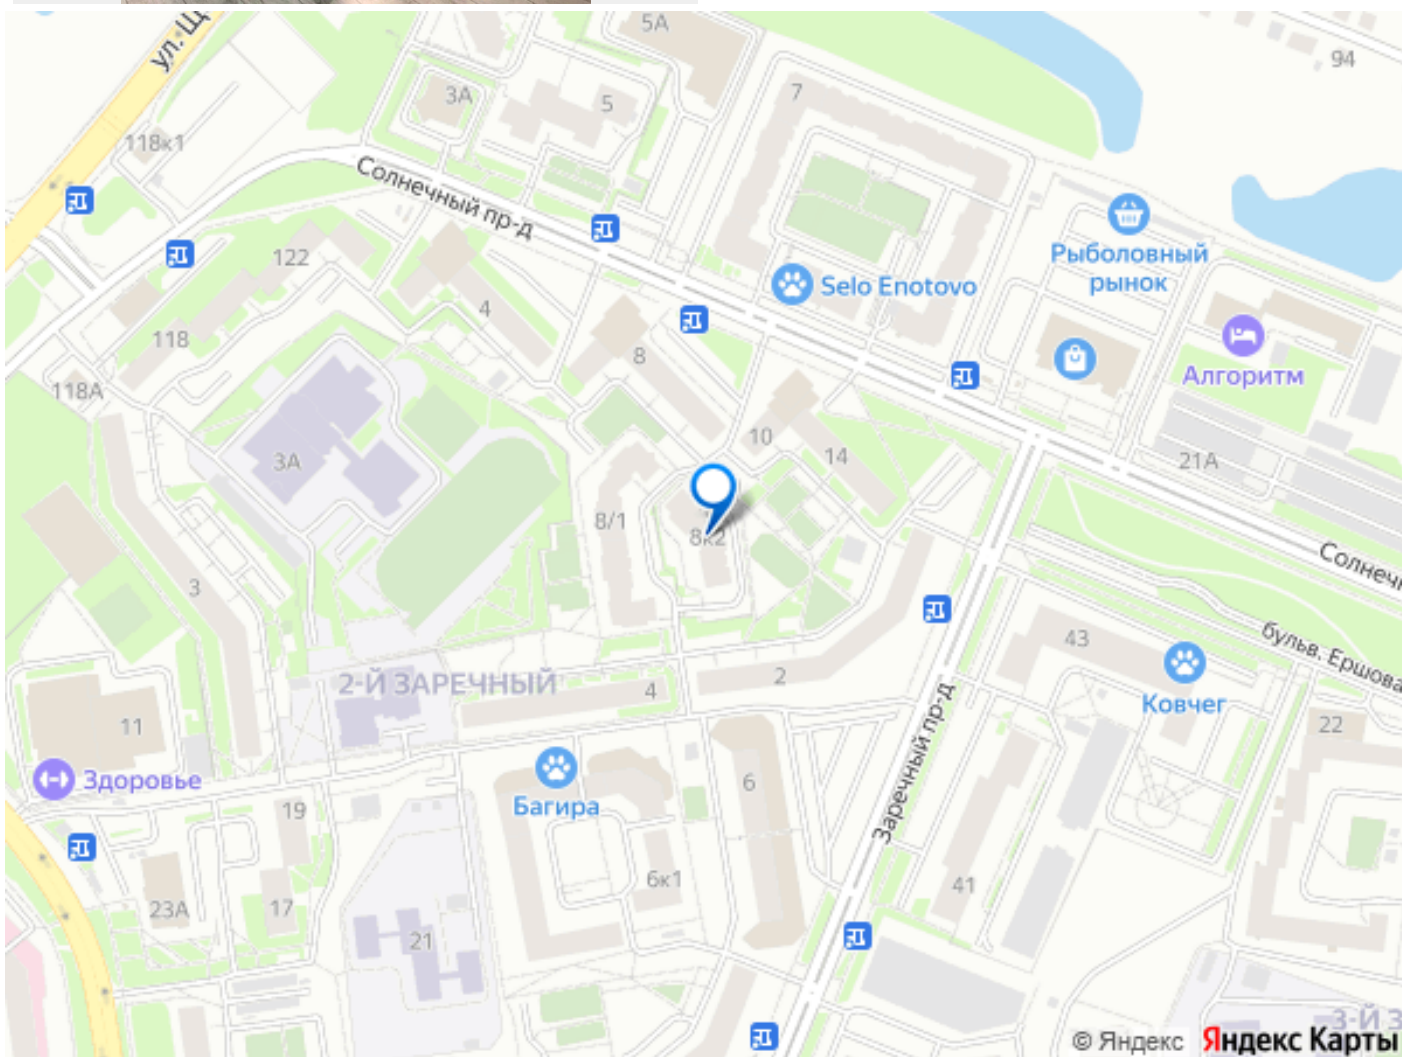 ул. Щ
5А
94
7
3А
5
118к1
Солнечный пр-д
122
Рыболовный
рынок
Selo Enotovo
4
118
8
Алгоритм
118А
10
14
3А
21А
8/1
8к2
Солнечн
3
43
бульв. Ершова
2-Й ЗАРЕЧНЫЙ
4
2
Ковчег
11
22
Здоровье
Багира
6
Заречный пр-д
19
6к1
41
23А
17
21
3-Й З
© Яндекс
Яндекс Карты